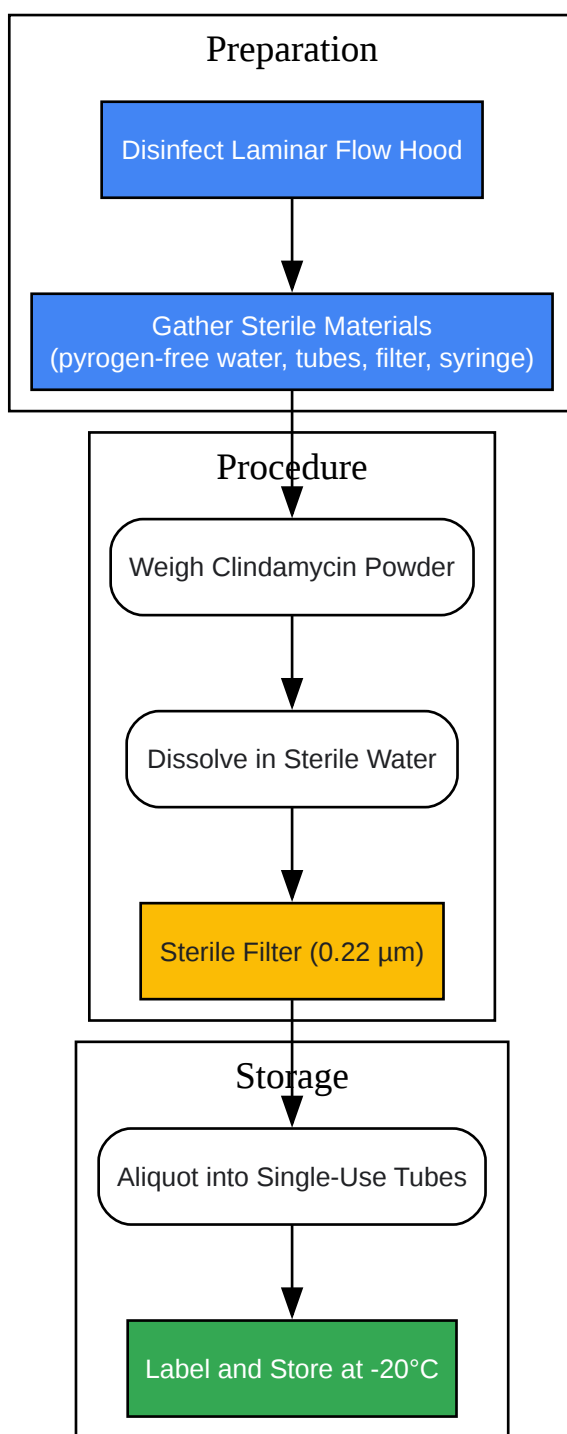 Preparation
Disinfect Laminar Flow Hood
Gather Sterile Materials
(pyrogen-free water, tubes, filter, syringe)
Procedure
Weigh Clindamycin Powder
Dissolve in Sterile Water
Sterile Filter (0.22 µm)
Storage
Aliquot into Single-Use Tubes
Label and Store at -20°C